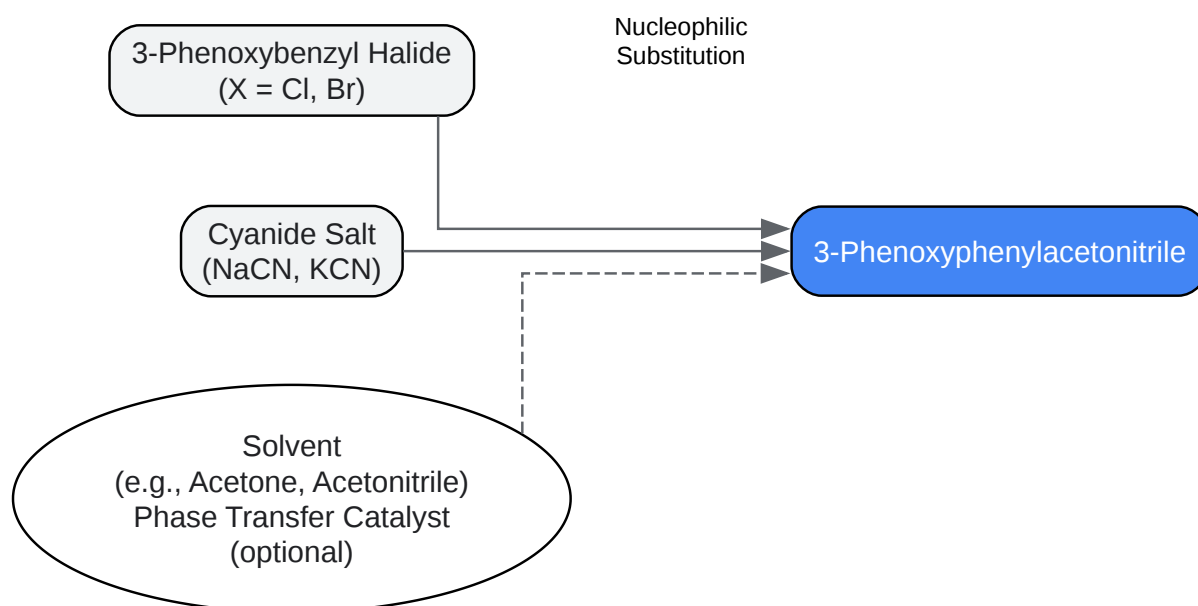 Nucleophilic
Substitution
3-Phenoxybenzyl Halide
(X = Cl, Br)
Cyanide Salt
(NaCN, KCN)
3-Phenoxyphenylacetonitrile
Solvent
(e.g., Acetone, Acetonitrile)
Phase Transfer Catalyst
(optional)